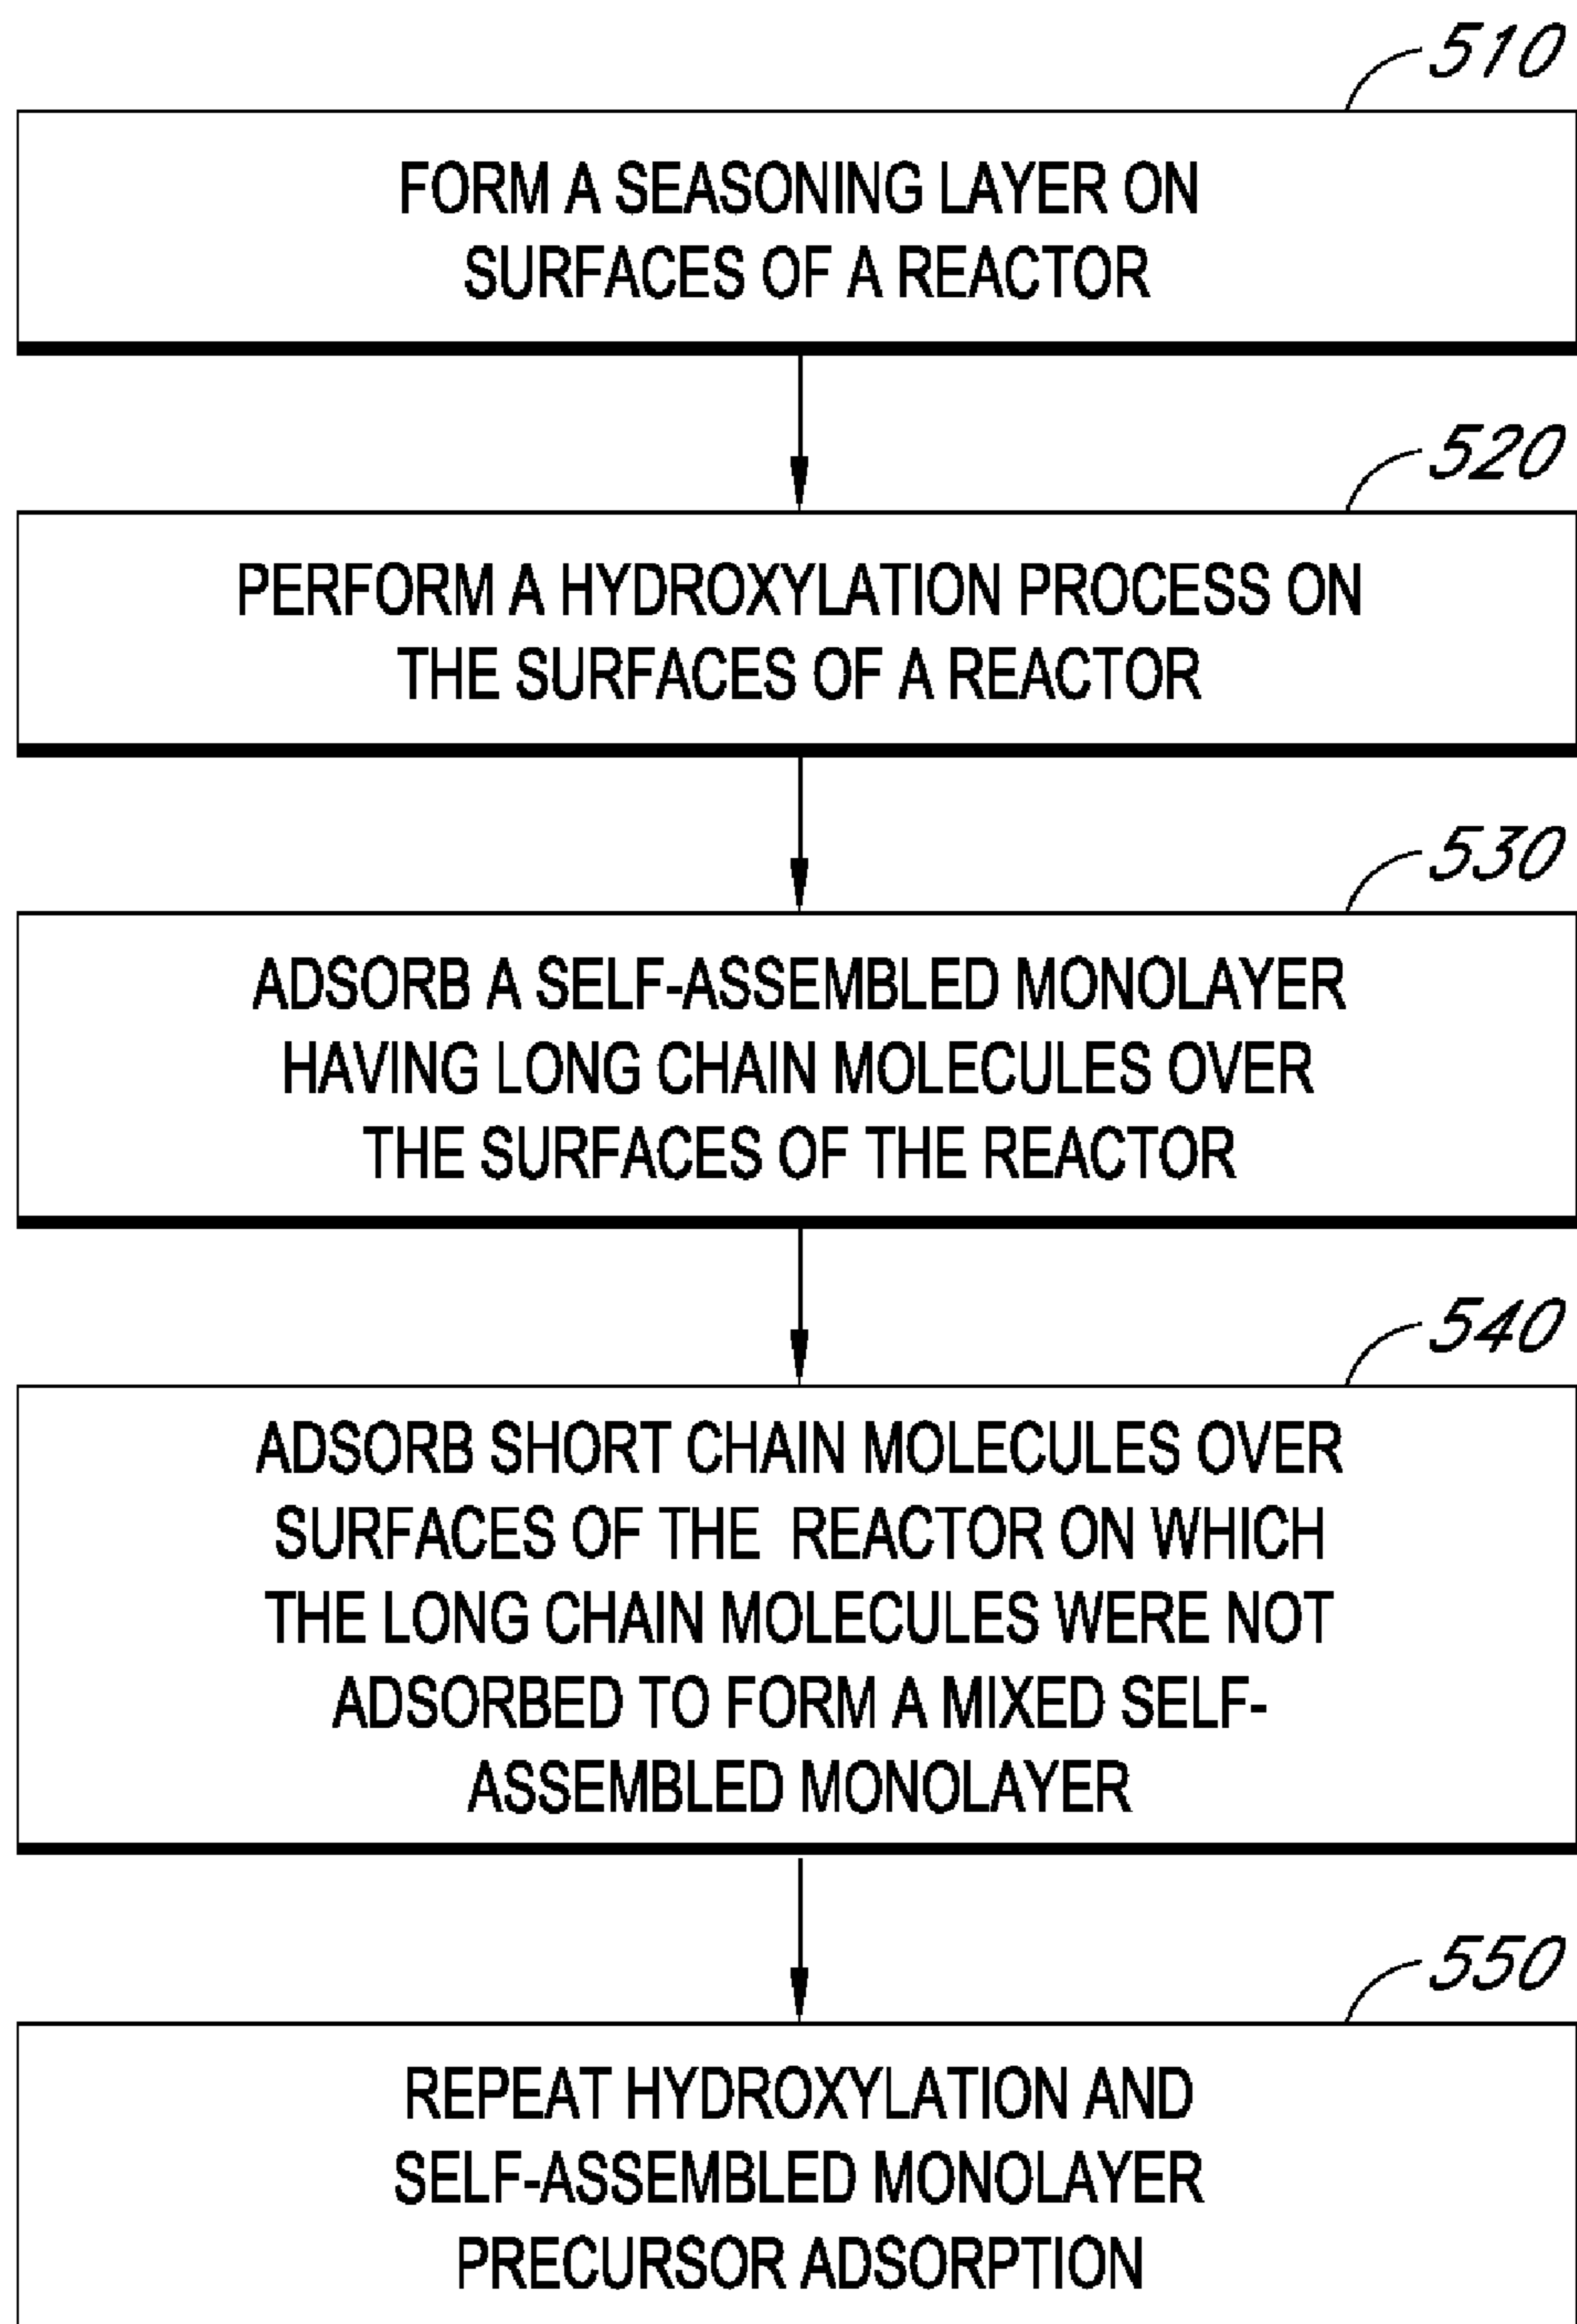 510
FORM A SEASONING LAYER ON
SURFACES OF A REACTOR
520
PERFORM A HYDROXYLATION PROCESS ON
THE SURFACES OF A REACTOR
530
ADSORB A SELF-ASSEMBLED MONOLAYER
HAVING LONG CHAIN MOLECULES OVER
THE SURFACES OF THE REACTOR
540
ADSORB SHORT CHAIN MOLECULES OVER
SURFACES OF THE REACTOR ON WHICH
THE LONG CHAIN MOLECULES WERE NOT
ADSORBED TO FORM A MIXED SELF-
ASSEMBLED MONOLAYER
550
REPEAT HYDROXYLATION AND
SELF-ASSEMBLED MONOLAYER
PRECURSOR ADSORPTION